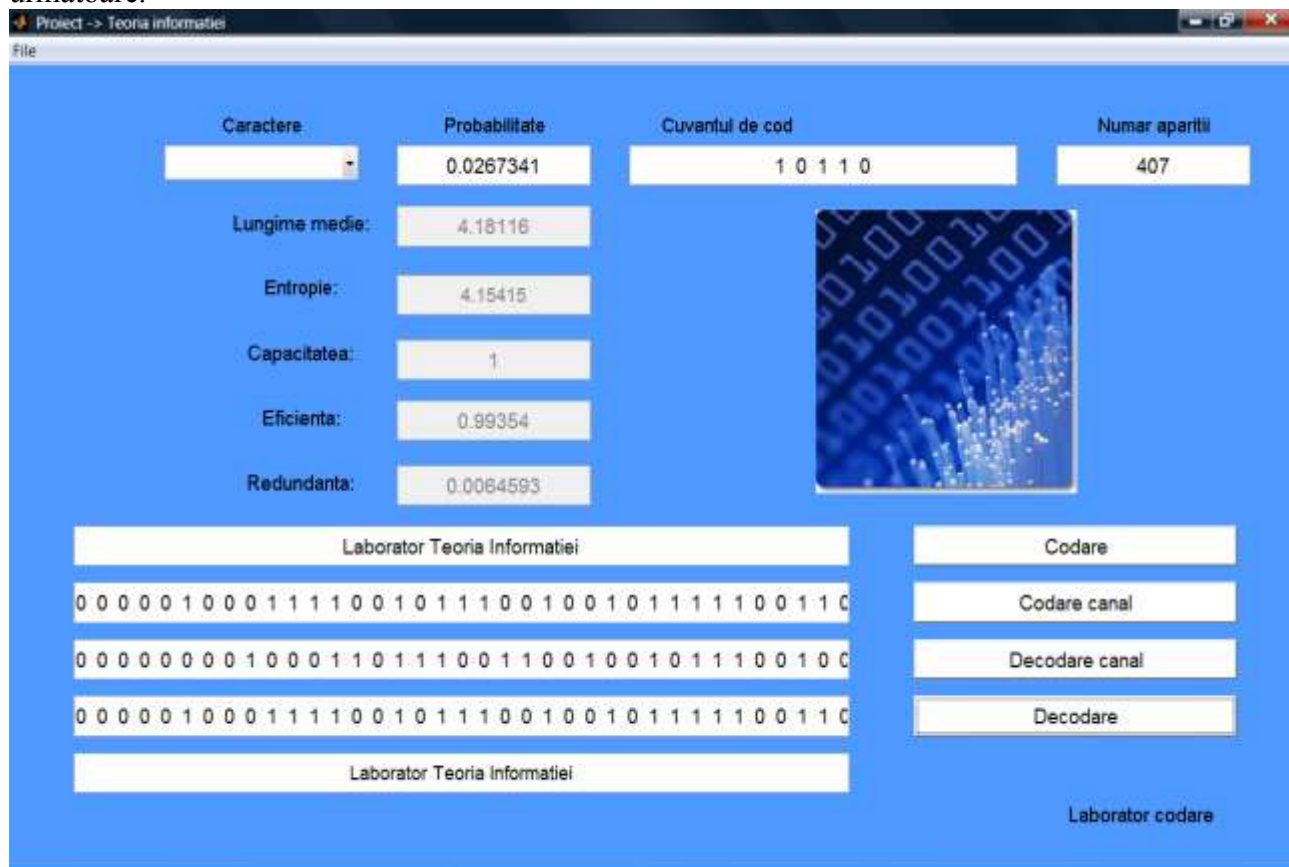 urmatoare:
Proiect -> Teoria informatiei
File
Caractere Probabilitate Cuvantul de cod Numar aparitii
0.0267341 1 0 1 1 0 407
Lungime medie: 4.18116
Entropie: 4.15415
Capacitatea: 1
Eficienta: 0.99354
Redundanta: 0.0064593
Laborator Teoria Informatiei Codare
0 0 0 0 0 1 0 0 0 1 1 1 1 0 0 1 0 1 1 1 0 0 1 0 0 1 0 1 1 1 1 1 0 0 1 1 0 Codare canal
0 0 0 0 0 0 0 0 1 0 0 0 1 1 0 1 1 1 0 0 1 1 0 0 1 0 0 1 0 1 1 1 0 0 1 0 0 Decodare canal
0 0 0 0 0 1 0 0 0 1 1 1 1 0 0 1 0 1 1 1 0 0 1 0 0 1 0 1 1 1 1 1 0 0 1 1 0 Decodare
Laborator Teoria Informatiei
Laborator codare